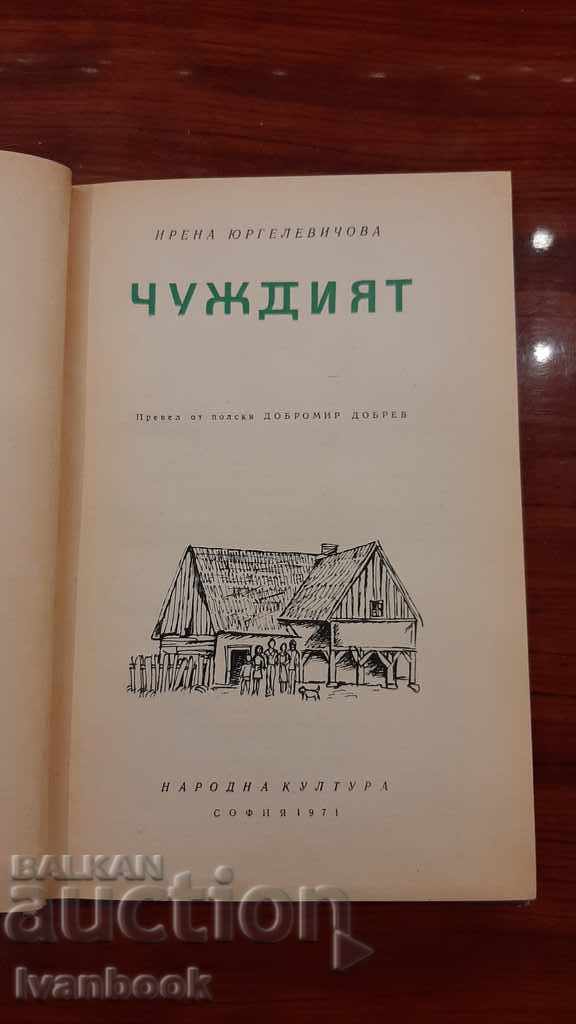 ИРЕНА ЮРГЕЛЕВИЧОВА
ЧУЖДИЯТ
Превел от полски ДОБРОМИР ДОБРЕВ
НАРОДНА КУЛТУРА
СОФИЯ 1971
BALKAN
auction
Ivanbook